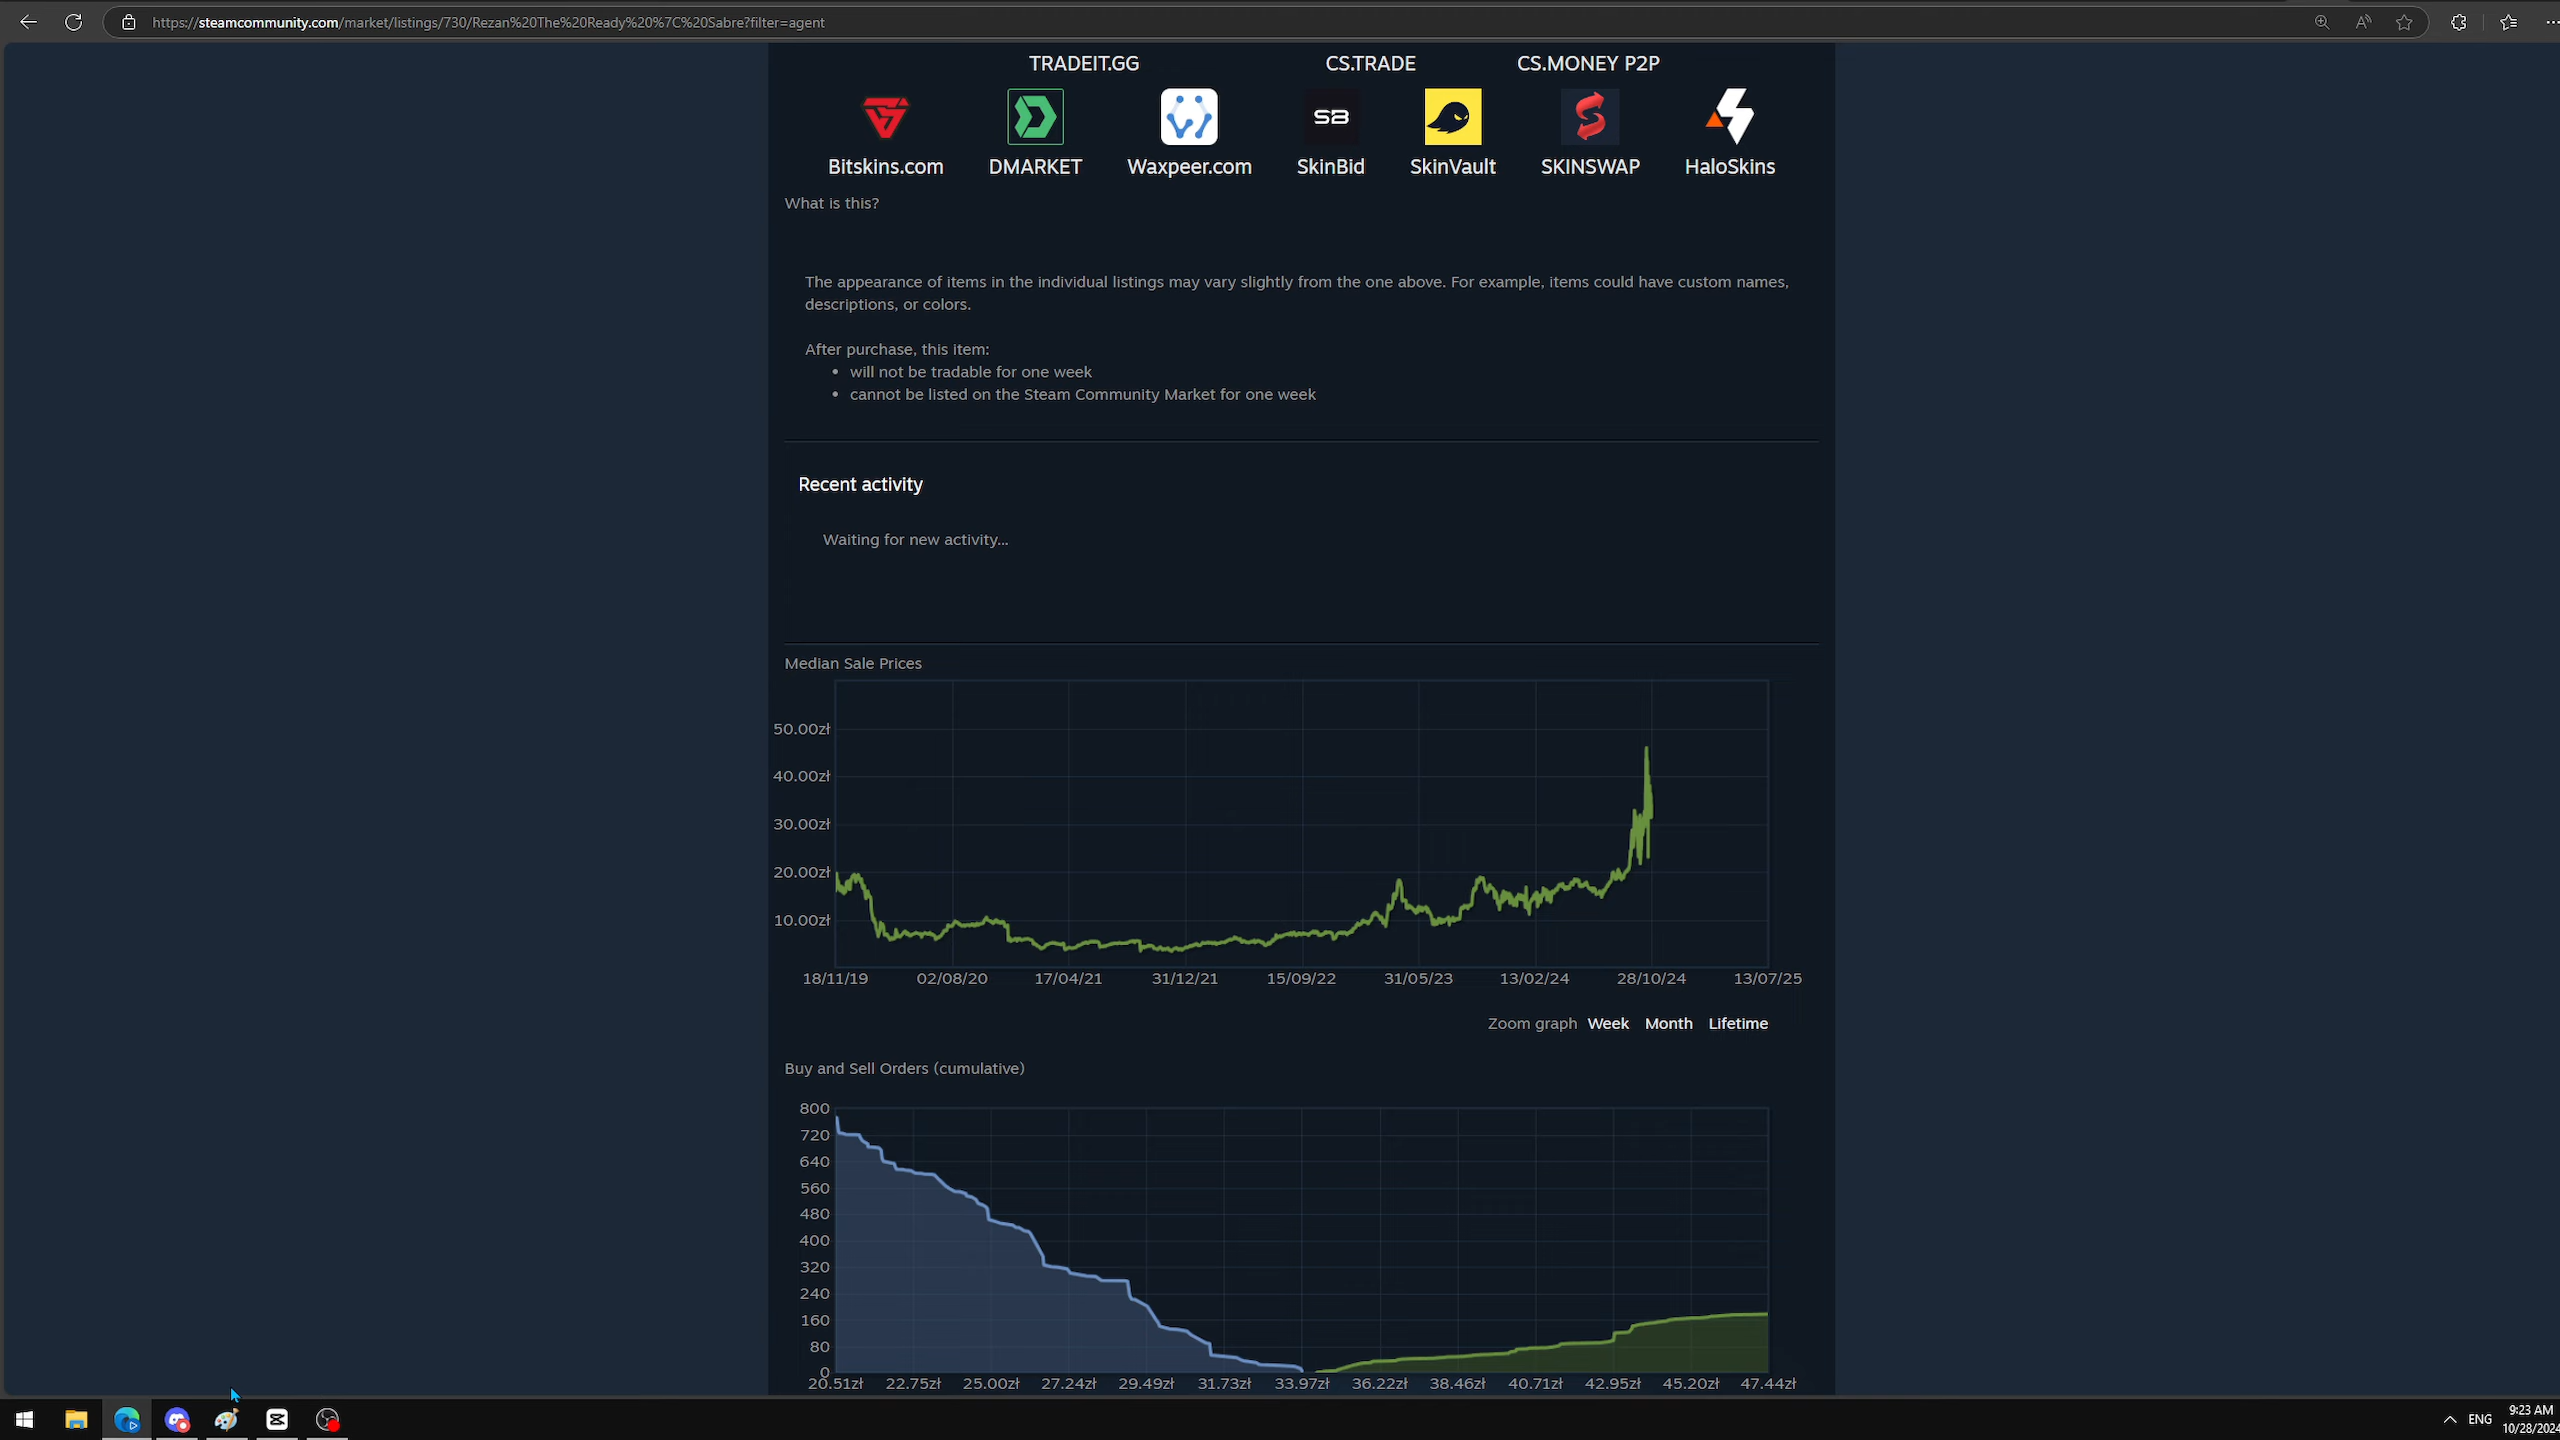 https://steamcommunity.com/market/listings/730/Rezan%20The%20Ready%20%7C%20Sabre?filter=agent
TRADEIT.GG CS.TRADE CS.MONEY P2P
SB
Bitskins.com DMARKET Waxpeer.com SkinBid SkinVault SKINSWAP HaloSkins
What is this?
The appearance of items in the individual listings may vary slightly from the one above. For example, items could have custom names,
descriptions, or colors.
After purchase, this item:
• will not be tradable for one week
• cannot be listed on the Steam Community Market for one week
Recent activity
Waiting for new activity...
Median Sale Prices
50.00zł
40.00zł
30.00zł
20.00zł
10.00zł
18/11/19 02/08/20 17/04/21 31/12/21 15/09/22 31/05/23 13/02/24 28/10/24 13/07/25
Zoom graph Week Month Lifetime
Buy and Sell Orders (cumulative)
800
720
640
560
480
400
320
240
160
80
0
20.51zł 22.75zł 25.00zł 27.24zł 29.49zł 31.73zł 33.97zł 36.22zł 38.46zł 40.71zł 42.95zł 45.20zł 47.44zł
ENG
9:23 AM
10/28/2024